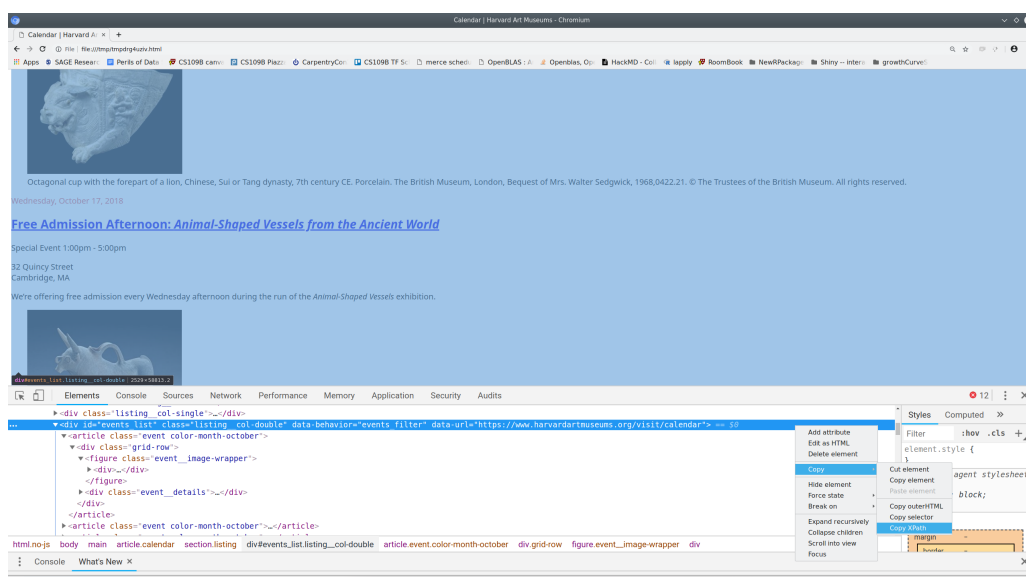 Calendar | Harvard Art Museums - Chromium
Calendar | Harvard Ar ×
File | file:///tmp/tmpdrg4uziv.html
Apps SAGE Resear Perils of Data CS109B canv CS109B Piazz CarpentryCon CS109B TF Sc merce sched OpenBLAS : A Openblas, Op HackMD - Col lapply RoomBook NewRPackage Shiny -- intera growthCurve
Octagonal cup with the forepart of a lion, Chinese, Sui or Tang dynasty, 7th century CE. Porcelain. The British Museum, London, Bequest of Mrs. Walter Sedgwick, 1968,0422.21. © The Trustees of the British Museum. All rights reserved.
Wednesday, October 17, 2018
Free Admission Afternoon: Animal-Shaped Vessels from the Ancient World
Special Event 1:00pm - 5:00pm
32 Quincy Street
Cambridge, MA
We're offering free admission every Wednesday afternoon during the run of the Animal-Shaped Vessels exhibition.
div#events_list.listing__col-double | 2529×58013.2
Elements Console Sources Network Performance Memory Application Security Audits 12
▶<div class="listing__col-single">…</div>
… ▼<div id="events_list" class="listing__col-double" data-behavior="events_filter" data-url="https://www.harvardartmuseums.org/visit/calendar"> == $0
▼<article class="event color-month-october">
▼<div class="grid-row">
▼<figure class="event__image-wrapper">
▶<div>…</div>
</figure>
▶<div class="event__details">…</div>
</div>
</article>
▶<article class="event color-month-october">…</article>
Add attribute
Edit as HTML
Delete element
Copy
Hide element
Force state
Break on
Expand recursively
Collapse children
Scroll into view
Focus
Cut element
Copy element
Paste element
Copy outerHTML
Copy selector
Copy XPath
Styles Computed »
Filter :hov .cls +
element.style {
}
agent stylesheet
block;
margin -
border -
html.no-js body main article.calendar section.listing div#events_list.listing__col-double article.event.color-month-october div.grid-row figure.event__image-wrapper div
Console What's New ×